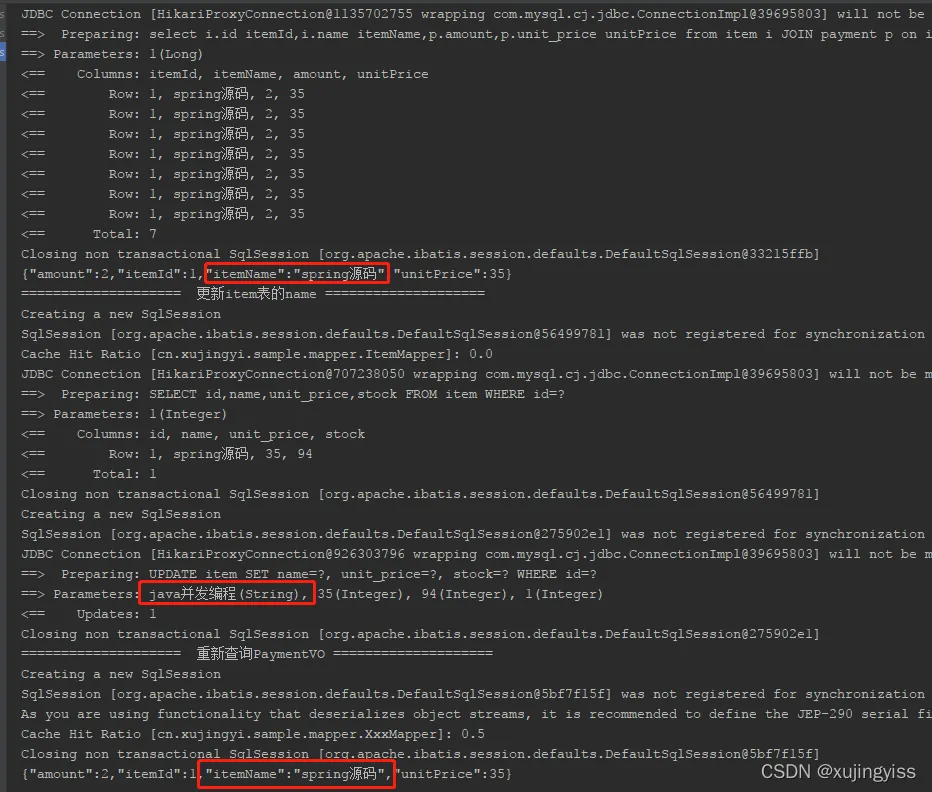 JDBC Connection [HikariProxyConnection@1135702755 wrapping com.mysql.cj.jdbc.ConnectionImpl@39695803] will not be
==>  Preparing: select i.id itemId,i.name itemName,p.amount,p.unit_price unitPrice from item i JOIN payment p on i
==> Parameters: 1(Long)
<==    Columns: itemId, itemName, amount, unitPrice
<==        Row: 1, spring源码, 2, 35
<==        Row: 1, spring源码, 2, 35
<==        Row: 1, spring源码, 2, 35
<==        Row: 1, spring源码, 2, 35
<==        Row: 1, spring源码, 2, 35
<==        Row: 1, spring源码, 2, 35
<==        Row: 1, spring源码, 2, 35
<==      Total: 7
Closing non transactional SqlSession [org.apache.ibatis.session.defaults.DefaultSqlSession@33215ffb]
{"amount":2,"itemId":1,"itemName":"spring源码","unitPrice":35}
==================== 更新item表的name ====================
Creating a new SqlSession
SqlSession [org.apache.ibatis.session.defaults.DefaultSqlSession@56499781] was not registered for synchronization
Cache Hit Ratio [cn.xujingyi.sample.mapper.ItemMapper]: 0.0
JDBC Connection [HikariProxyConnection@707238050 wrapping com.mysql.cj.jdbc.ConnectionImpl@39695803] will not be m
==>  Preparing: SELECT id,name,unit_price,stock FROM item WHERE id=?
==> Parameters: 1(Integer)
<==    Columns: id, name, unit_price, stock
<==        Row: 1, spring源码, 35, 94
<==      Total: 1
Closing non transactional SqlSession [org.apache.ibatis.session.defaults.DefaultSqlSession@56499781]
Creating a new SqlSession
SqlSession [org.apache.ibatis.session.defaults.DefaultSqlSession@275902e1] was not registered for synchronization
JDBC Connection [HikariProxyConnection@926303796 wrapping com.mysql.cj.jdbc.ConnectionImpl@39695803] will not be m
==>  Preparing: UPDATE item SET name=?, unit_price=?, stock=? WHERE id=?
==> Parameters: java并发编程(String), 35(Integer), 94(Integer), 1(Integer)
<==    Updates: 1
Closing non transactional SqlSession [org.apache.ibatis.session.defaults.DefaultSqlSession@275902e1]
==================== 重新查询PaymentVO ====================
Creating a new SqlSession
SqlSession [org.apache.ibatis.session.defaults.DefaultSqlSession@5bf7f15f] was not registered for synchronization
As you are using functionality that deserializes object streams, it is recommended to define the JEP-290 serial fi
Cache Hit Ratio [cn.xujingyi.sample.mapper.XxxMapper]: 0.5
Closing non transactional SqlSession [org.apache.ibatis.session.defaults.DefaultSqlSession@5bf7f15f]
{"amount":2,"itemId":1,"itemName":"spring源码","unitPrice":35}
CSDN @xujingyiss